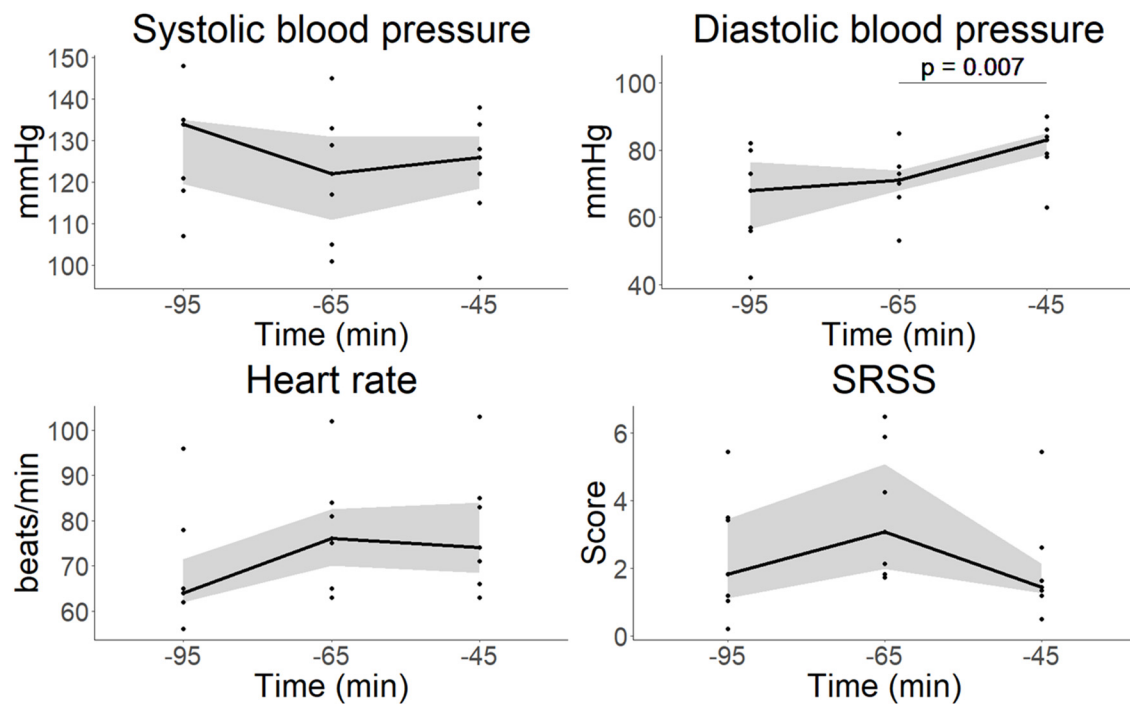 Systolic blood pressure
150
140
130
120
110
100
mmHg
-95 -65 -45
Time (min)
Diastolic blood pressure
p = 0.007
100
80
60
40
mmHg
-95 -65 -45
Time (min)
Heart rate
100
90
80
70
60
beats/min
-95 -65 -45
Time (min)
SRSS
6
4
2
0
Score
-95 -65 -45
Time (min)